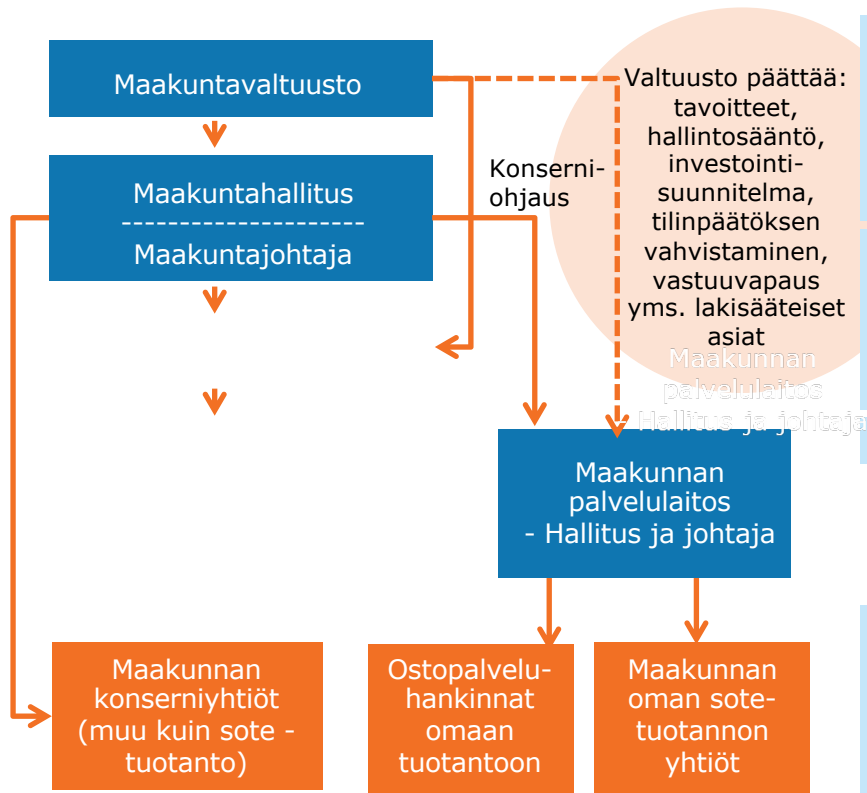 Maakuntavaltuusto
Valtuusto päättää:
tavoitteet,
hallintosääntö,
investointi-
suunnitelma,
tilinpäätöksen
vahvistaminen,
vastuuvapaus
yms. lakisääteiset
asiat
Konserni-
ohjaus
Maakuntahallitus
Maakuntajohtaja
Maakunnan
palvelulaitos
- Hallitus ja johtaja
Maakunnan
palvelulaitos
- Hallitus ja johtaja
Maakunnan
konserniyhtiöt
(muu kuin sote -
tuotanto)
Ostopalvelu-
hankinnat
omaan
tuotantoon
Maakunnan
oman sote-
tuotannon
yhtiöt